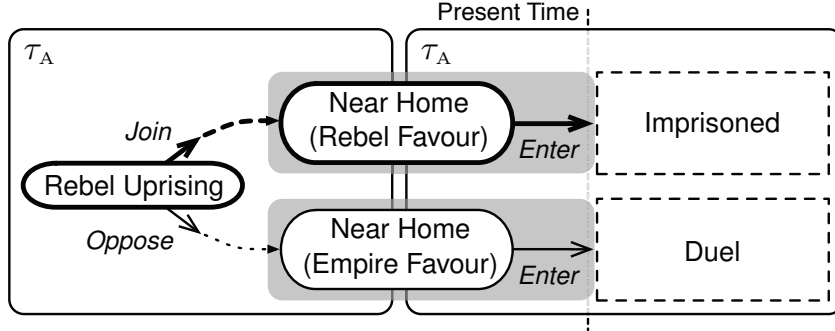 Present Time
τA
τA
Near Home
(Rebel Favour)
Join
Enter
Imprisoned
Rebel Uprising
Oppose
Near Home
(Empire Favour)
Enter
Duel